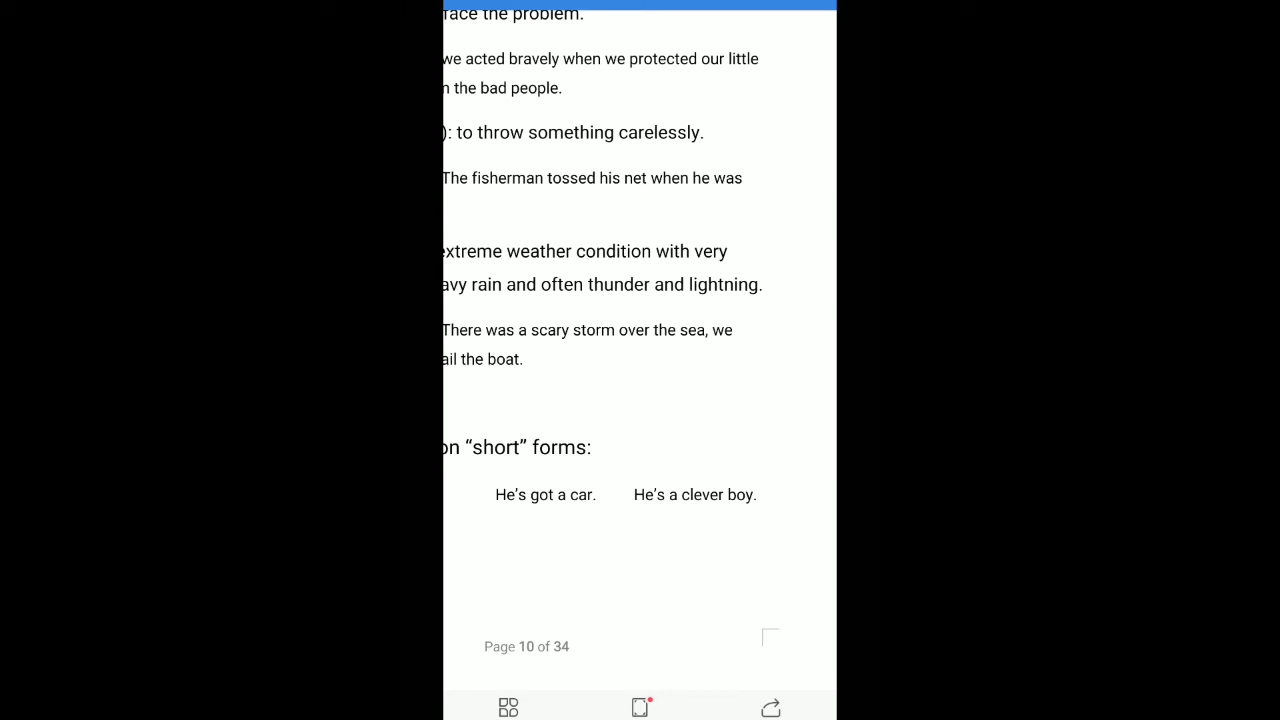 face the problem.
we acted bravely when we protected our little
the bad people.
): to throw something carelessly.
The fisherman tossed his net when he was
extreme weather condition with very
avy rain and often thunder and lightning.
There was a scary storm over the sea, we
ail the boat.
on “short” forms:
He’s got a car. He’s a clever boy.
Page 10 of 34